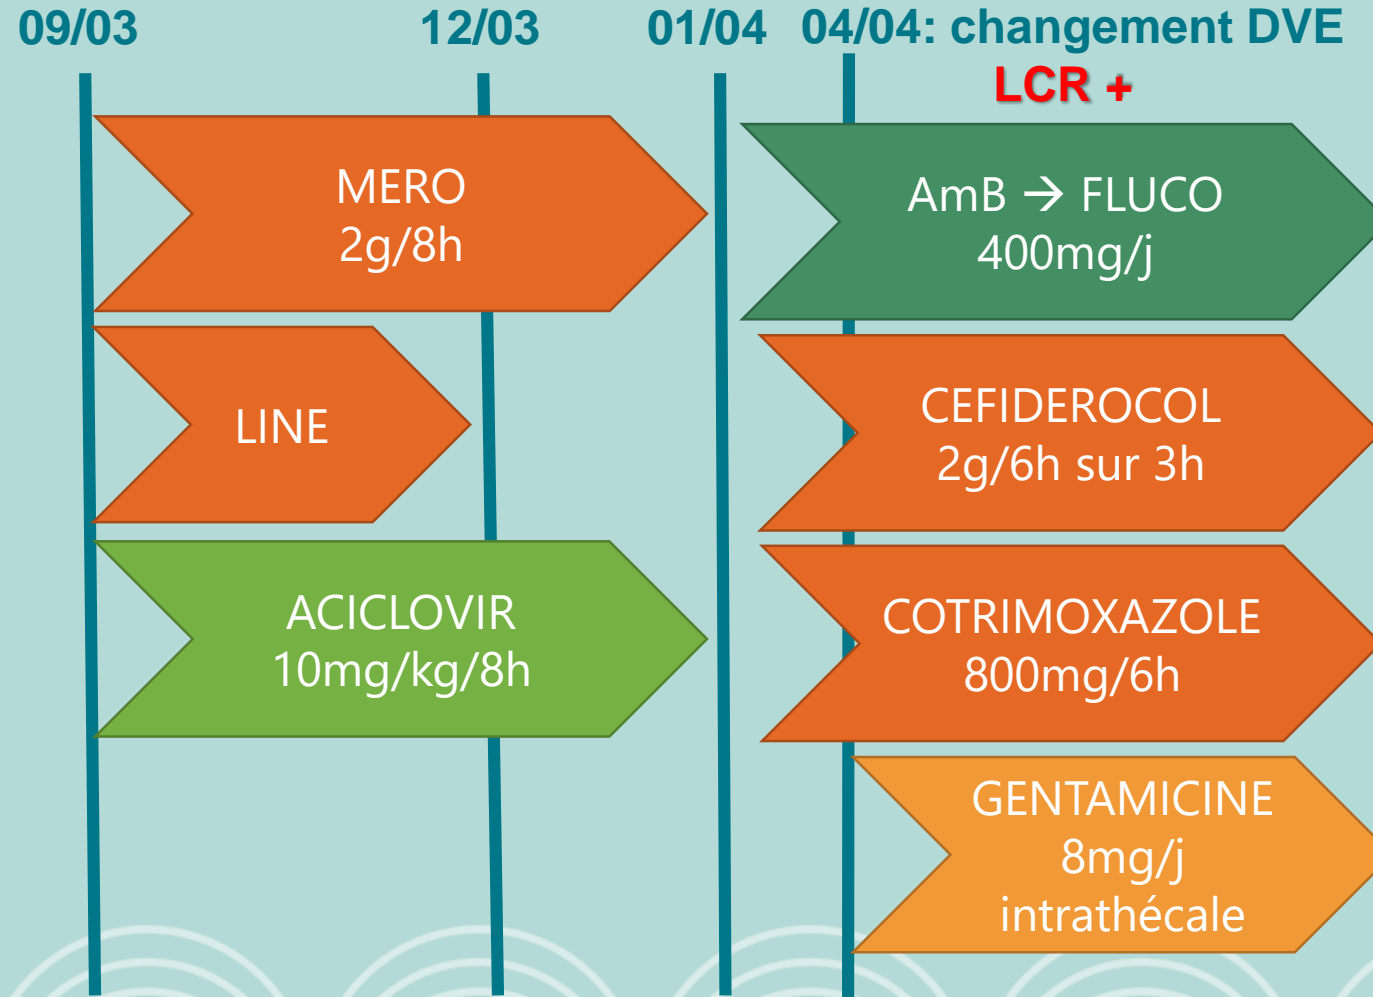 09/03
12/03
01/04
04/04: changement DVE
LCR +
MERO
2g/8h
AmB → FLUCO
400mg/j
LINE
CEFIDEROCOL
2g/6h sur 3h
ACICLOVIR
10mg/kg/8h
COTRIMOXAZOLE
800mg/6h
GENTAMICINE
8mg/j
intrathécale